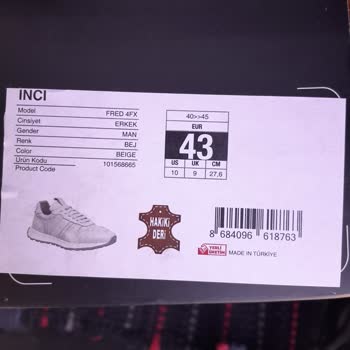 INCI
Model FRED 4FX
Cinsiyet ERKEK
Gender MAN
Renk BEJ
Color BEIGE
Ürün Kodu 101568665
Product Code
40>>45
EUR
43
US UK CM
10 9 27,6
HAKİKİ
DERİ
8 684096 618763
YERLİ
ÜRETİM
MADE IN TÜRKİYE